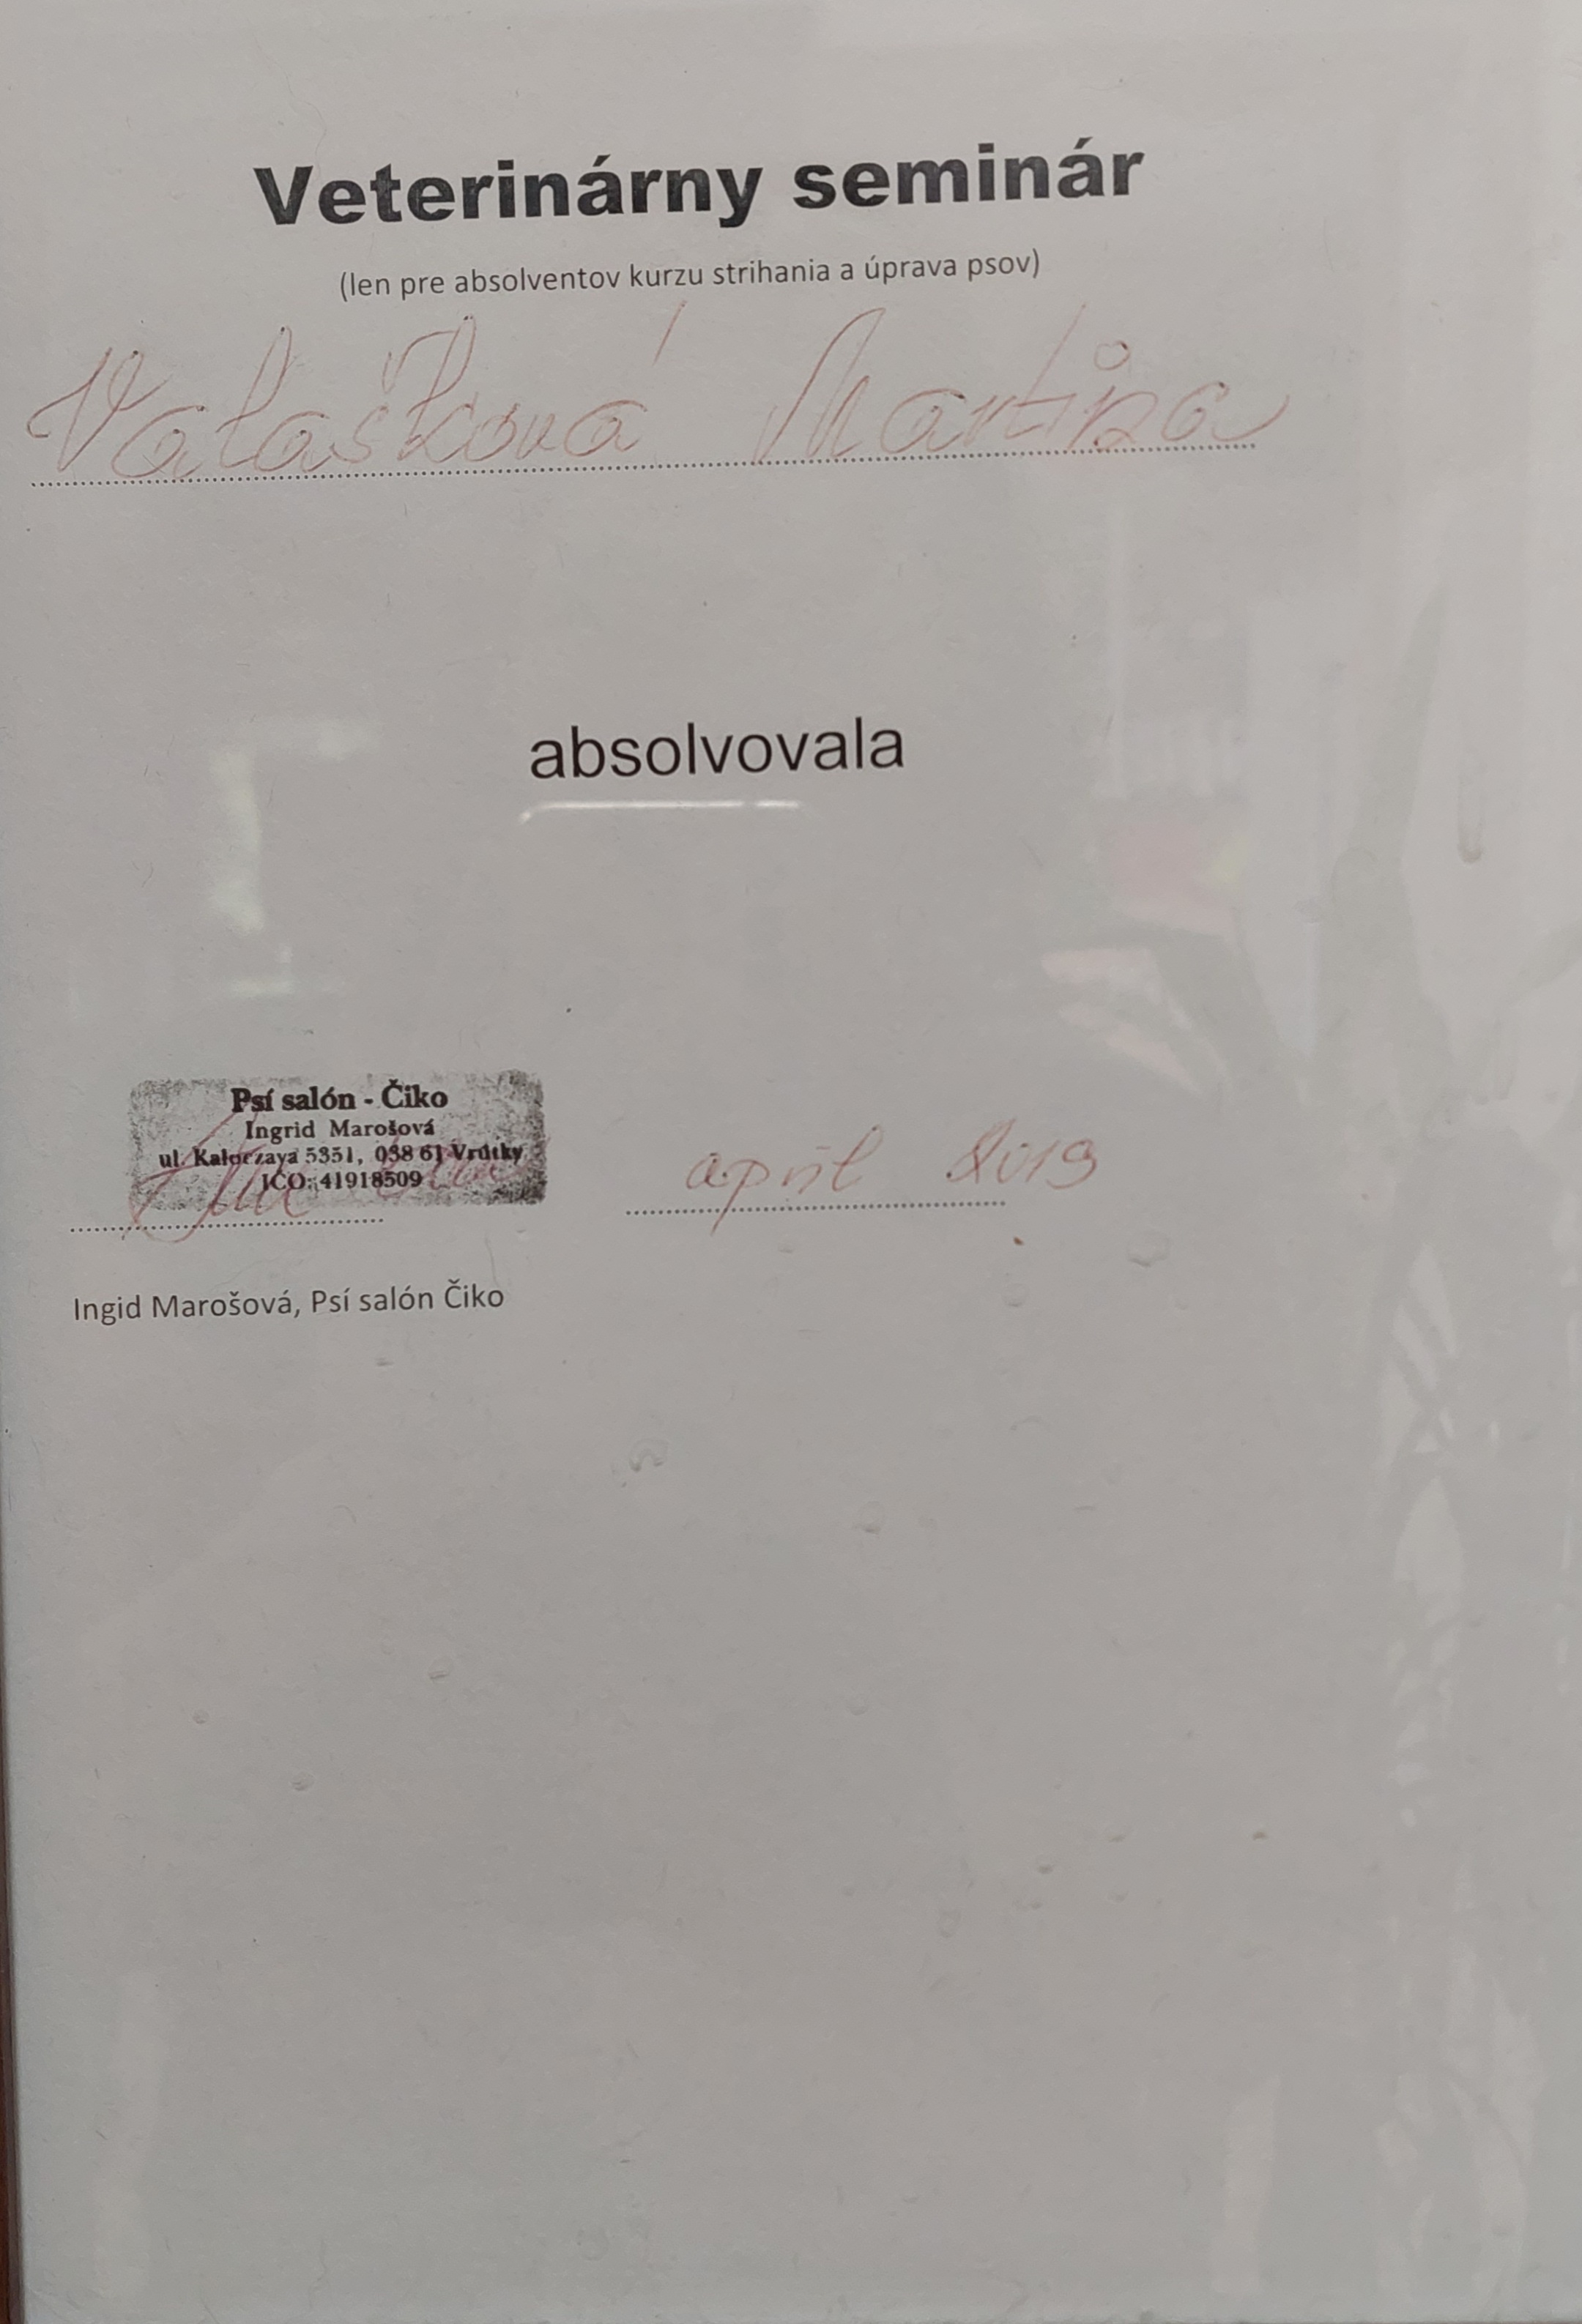 Veterinárny seminár
(len pre absolventov kurzu strihania a úprava psov)
Valašková Martina
absolvovala
Psí salón - Čiko
Ingrid Marošová
ul. Kalorzaya 5351, 038 61 Vrútky
IČO: 41918509
apríl 2019
Ingid Marošová, Psí salón Čiko